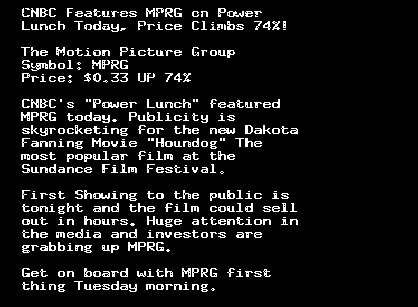 CNBC Features MPRG on Power
Lunch Today, Price Climbs 74%!
The Motion Picture Group
Symbol: MPRG
Price: $0.33 UP 74%
CNBC's "Power Lunch" featured
MPRG today. Publicity is
skyrocketing for the new Dakota
Fanning Movie "Houndog" The
most popular film at the
Sundance Film Festival.
First Showing to the public is
tonight and the film could sell
out in hours. Huge attention in
the media and investors are
grabbing up MPRG.
Get on board with MPRG first
thing Tuesday morning.